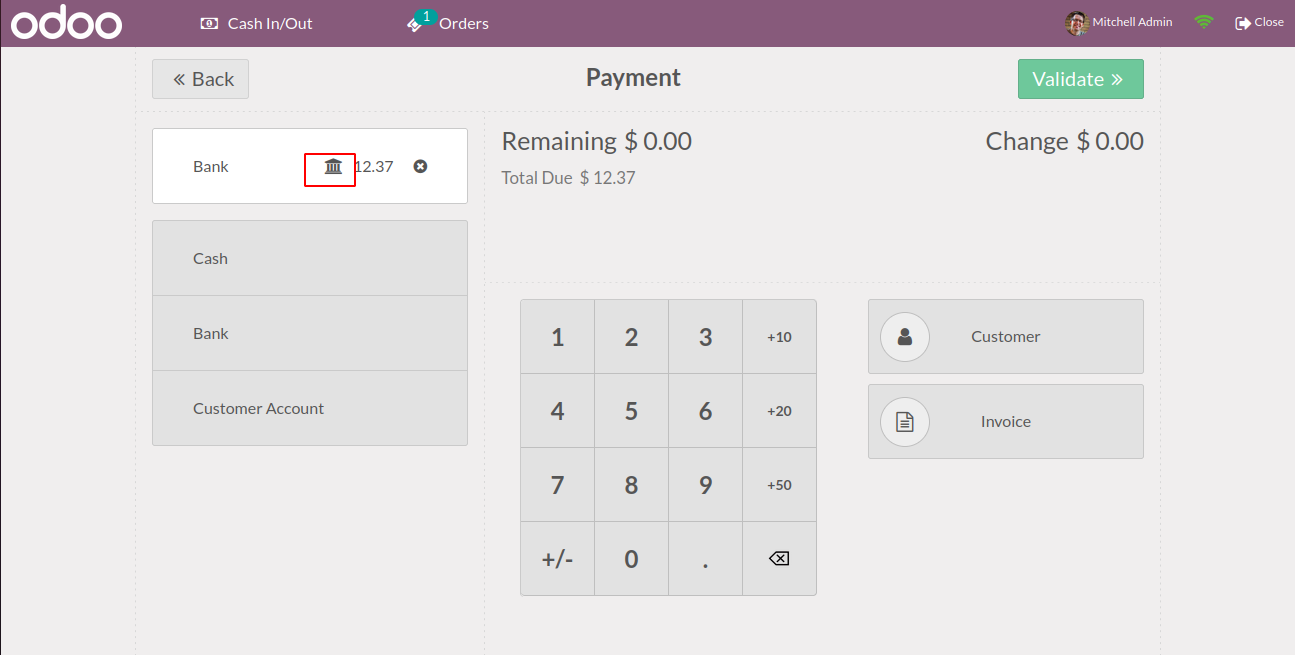 odoo Cash In/Out 1 Orders Mitchell Admin Close
« Back Payment Validate »
Bank 12.37
Remaining $ 0.00 Change $ 0.00
Total Due $ 12.37
Cash
Bank
Customer Account
1 2 3 +10
4 5 6 +20
7 8 9 +50
+/- 0 .
Customer
Invoice